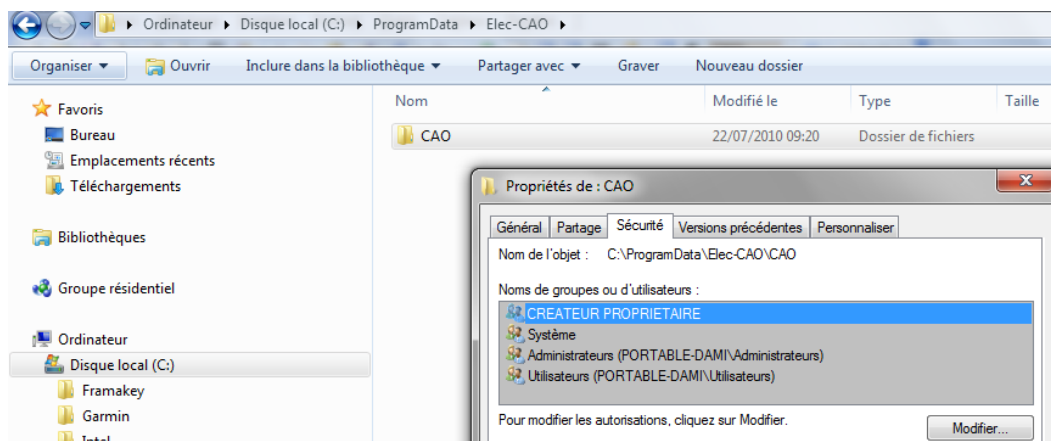 Ordinateur ▸ Disque local (C:) ▸ ProgramData ▸ Elec-CAO ▸
Organiser ▼ Ouvrir Inclure dans la bibliothèque ▼ Partager avec ▼ Graver Nouveau dossier
Favoris
Bureau
Emplacements récents
Téléchargements
Bibliothèques
Groupe résidentiel
Ordinateur
Disque local (C:)
Framakey
Garmin
Intel
Nom Modifié le Type Taille
CAO 22/07/2010 09:20 Dossier de fichiers
Propriétés de : CAO
Général Partage Sécurité Versions précédentes Personnaliser
Nom de l'objet : C:\ProgramData\Elec-CAO\CAO
Noms de groupes ou d'utilisateurs :
CREATEUR PROPRIETAIRE
Système
Administrateurs (PORTABLE-DAMI\Administrateurs)
Utilisateurs (PORTABLE-DAMI\Utilisateurs)
Pour modifier les autorisations, cliquez sur Modifier.
Modifier...